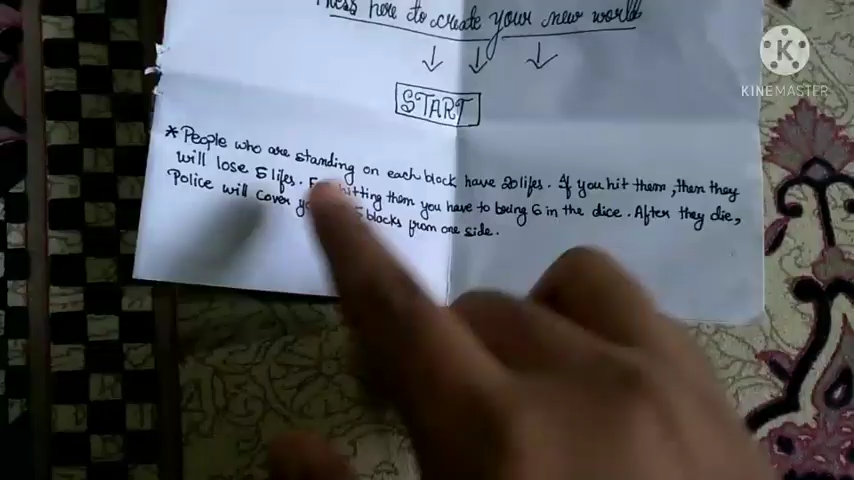 Press here to create your new world
START
* People who are standing on each block have 20 lifes. If you hit them, then they
will lose 5 lifes. hitting them you have to bring 6 in the dice. After they die,
Police will cover 5 blocks from one side.
K
KINEMASTER